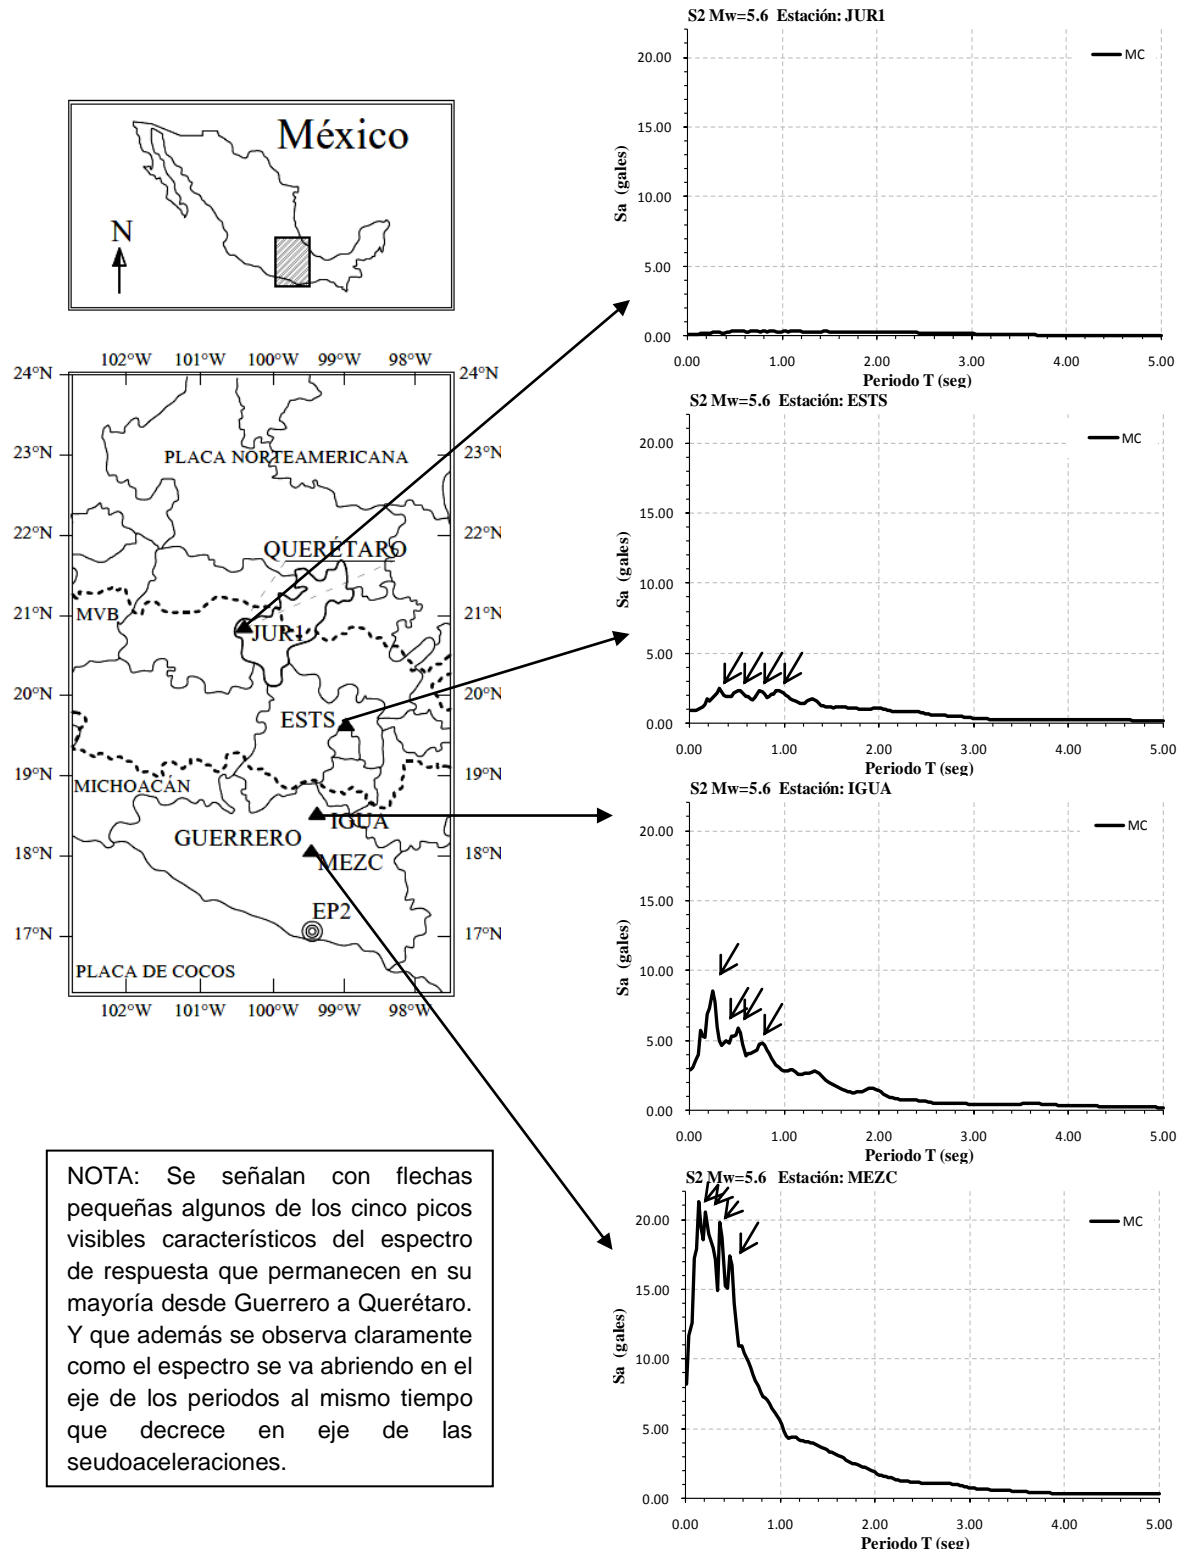 México
N
102°W 101°W 100°W 99°W 98°W
24°N 24°N
23°N 23°N
PLACA NORTEAMERICANA
22°N 22°N
QUERÉTARO
21°N 21°N
MVB
JUR1
20°N 20°N
ESTS
19°N 19°N
MICHOACÁN
IGUA
GUERRERO
18°N 18°N
MEZC
EP2
17°N 17°N
PLACA DE COCOS
102°W 101°W 100°W 99°W 98°W
NOTA: Se señalan con flechas
pequeñas algunos de los cinco picos
visibles característicos del espectro
de respuesta que permanecen en su
mayoría desde Guerrero a Querétaro.
Y que además se observa claramente
como el espectro se va abriendo en el
eje de los periodos al mismo tiempo
que decrece en eje de las
seudoaceleraciones.
S2 Mw=5.6 Estación: JUR1
MC
Sa (gales)
20.00
15.00
10.00
5.00
0.00
0.00 1.00 2.00 3.00 4.00 5.00
Periodo T (seg)
S2 Mw=5.6 Estación: ESTS
MC
Sa (gales)
20.00
15.00
10.00
5.00
0.00
0.00 1.00 2.00 3.00 4.00 5.00
Periodo T (seg)
S2 Mw=5.6 Estación: IGUA
MC
Sa (gales)
20.00
15.00
10.00
5.00
0.00
0.00 1.00 2.00 3.00 4.00 5.00
Periodo T (seg)
S2 Mw=5.6 Estación: MEZC
MC
Sa (gales)
20.00
15.00
10.00
5.00
0.00
0.00 1.00 2.00 3.00 4.00 5.00
Periodo T (seg)